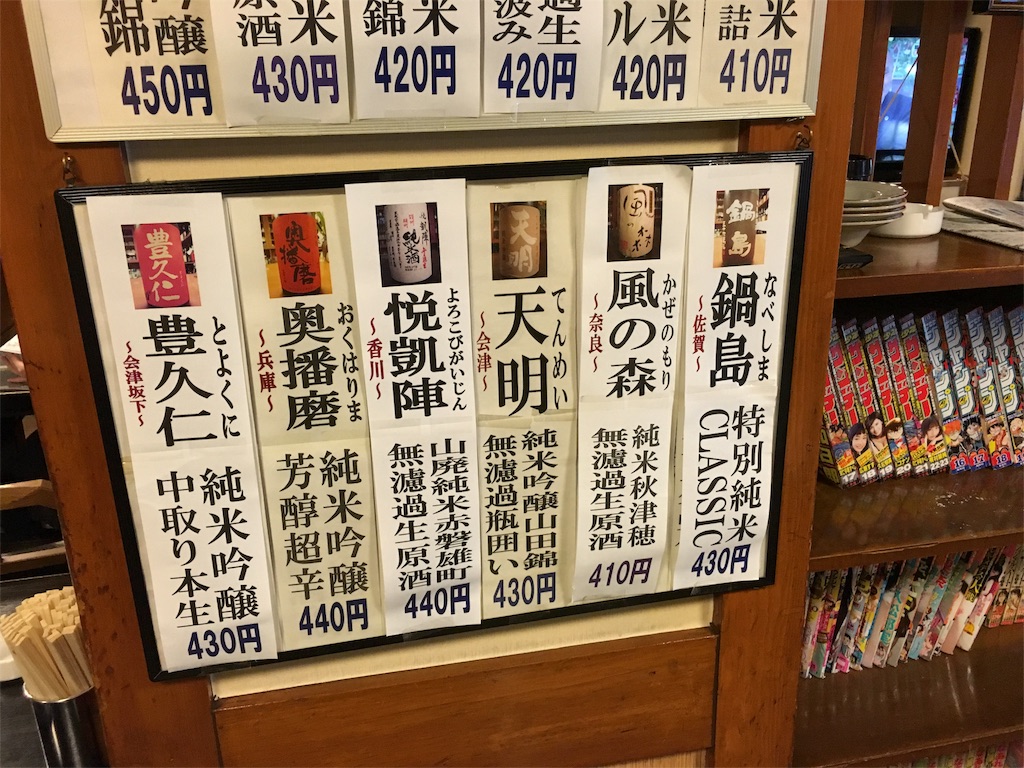 錦 吟醸
450円
原酒 米
430円
錦 米
420円
汲み 過生
420円
ル 米
420円
詰 米
410円
鍋島
なべしま
鍋島
～佐賀～
特別純米
CLASSIC
430円
風の森
かぜのもり
風の森
～奈良～
純米秋津穂
無濾過生原酒
410円
天明
てんめい
天明
～会津～
純米吟醸山田錦
無濾過瓶囲い
430円
悦凱陣
純米酒
よろこびがいじん
悦凱陣
～香川～
山廃純米赤磐雄町
無濾過生原酒
440円
奥播磨
おくはりま
奥播磨
～兵庫～
純米吟醸
芳醇超辛
440円
豊久仁
とよくに
豊久仁
～会津坂下～
純米吟醸
中取り本生
430円